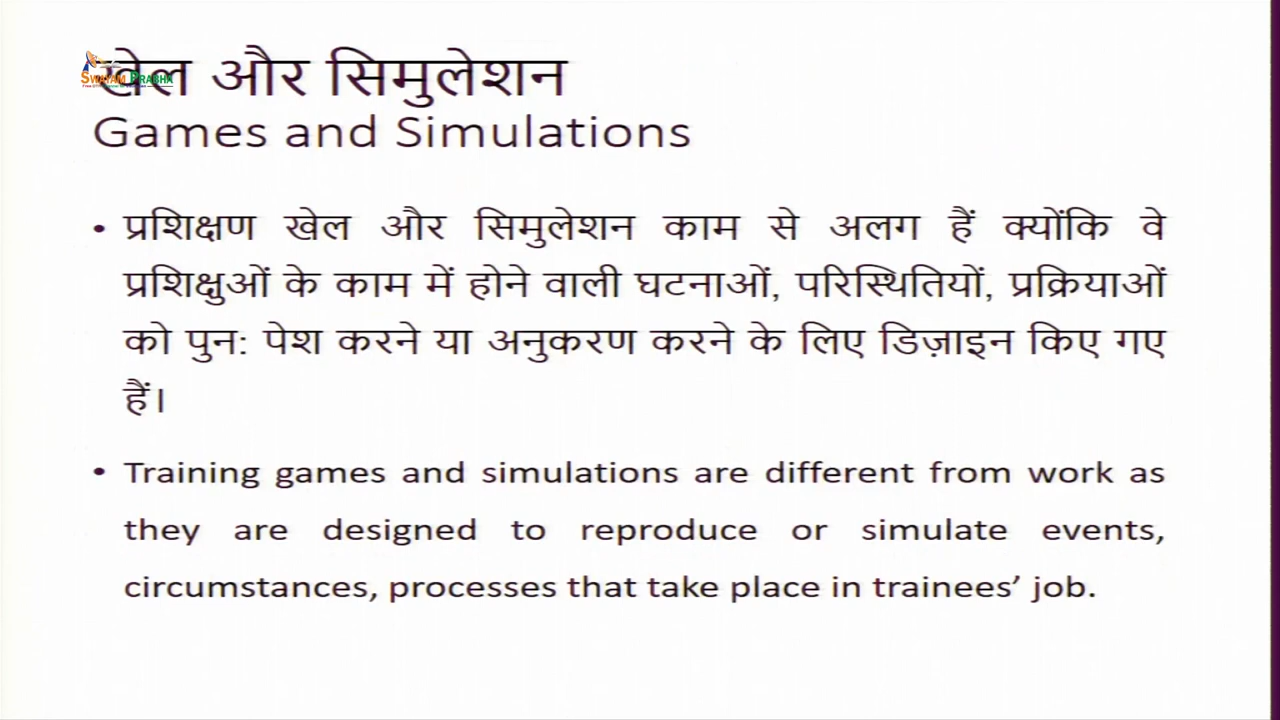 खेल और सिमुलेशन
SWAYAM PRABHA
Games and Simulations
• प्रशिक्षण खेल और सिमुलेशन काम से अलग हैं क्योंकि वे
प्रशिक्षुओं के काम में होने वाली घटनाओं, परिस्थितियों, प्रक्रियाओं
को पुन: पेश करने या अनुकरण करने के लिए डिज़ाइन किए गए
हैं।
• Training games and simulations are different from work as
they are designed to reproduce or simulate events,
circumstances, processes that take place in trainees’ job.